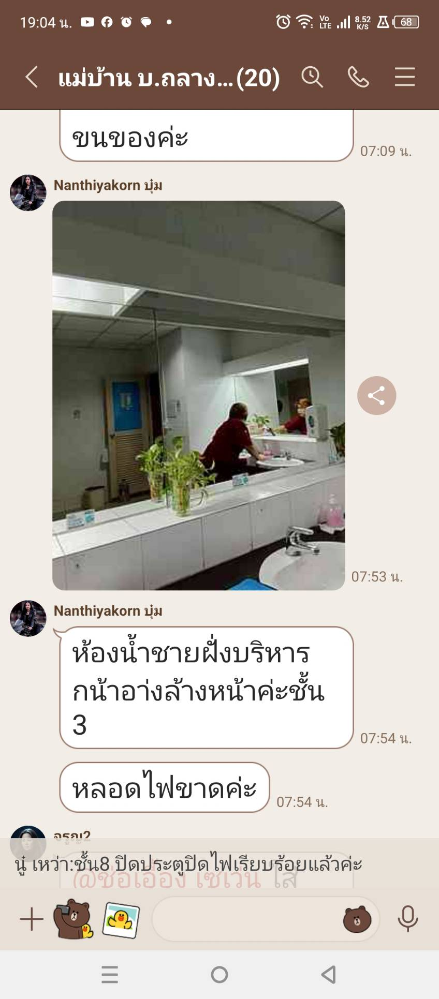 19:04 น.
Vo LTE 8.52 K/S 68
แม่บ้าน บ.ถลาง...(20)
ขนของค่ะ
07:09 น.
Nanthiyakorn บุ๋ม
07:53 น.
Nanthiyakorn บุ๋ม
ห้องน้ำชายฝั่งบริหาร
กน้าอ่างล้างหน้าค่ะชั้น
3
07:54 น.
หลอดไฟขาดค่ะ
07:54 น.
จรูญ2
นู๋ เหว่า:ชั้น8 ปิดประตูปิดไฟเรียบร้อยแล้วค่ะ
@ช่อเอื้อง เซเว่น ใส่